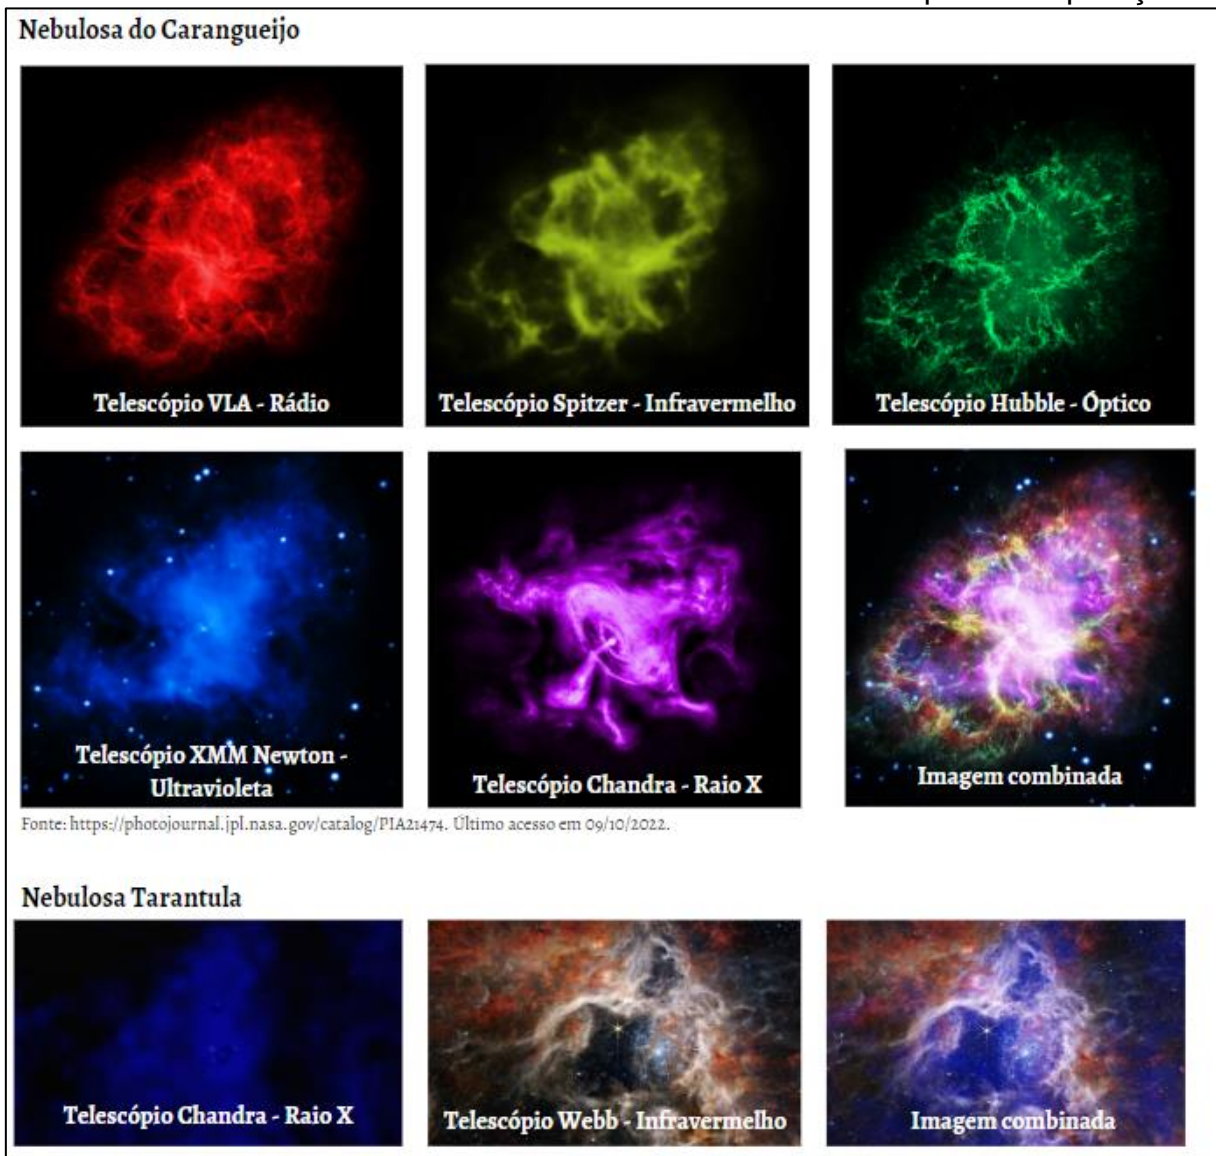 Nebulosa do Carangueijo
Telescópio VLA - Rádio
Telescópio Spitzer - Infravermelho
Telescópio Hubble - Óptico
Telescópio XMM Newton -
Ultravioleta
Telescópio Chandra - Raio X
Imagem combinada
Fonte: https://photojournal.jpl.nasa.gov/catalog/PIA21474. Último acesso em 09/10/2022.
Nebulosa Tarantula
Telescópio Chandra - Raio X
Telescópio Webb - Infravermelho
Imagem combinada